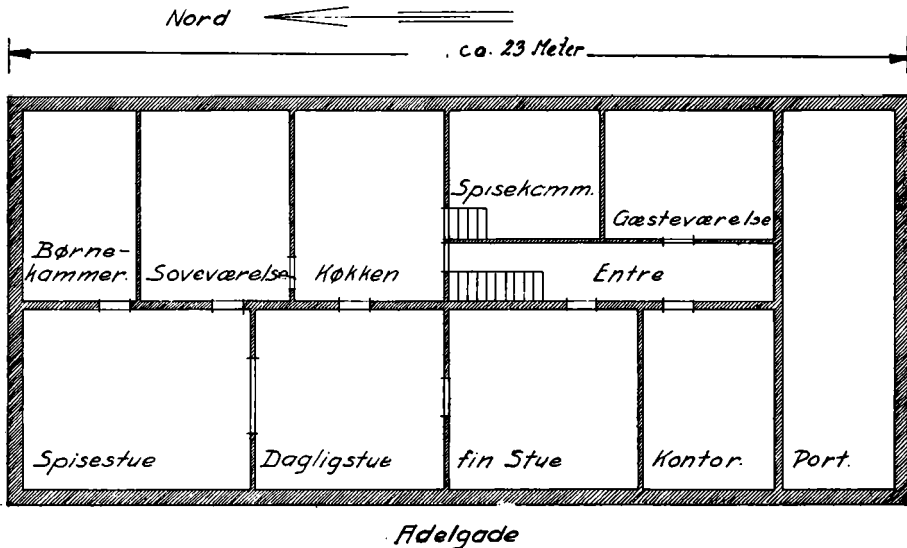 Nord
ca. 23 Meter
Spisekamm.
Gæsteværelse
Børne-
kammer.
Soveværelse
Køkken
Entre
Spisestue
Dagligstue
fin Stue
Kontor.
Port.
Adelgade